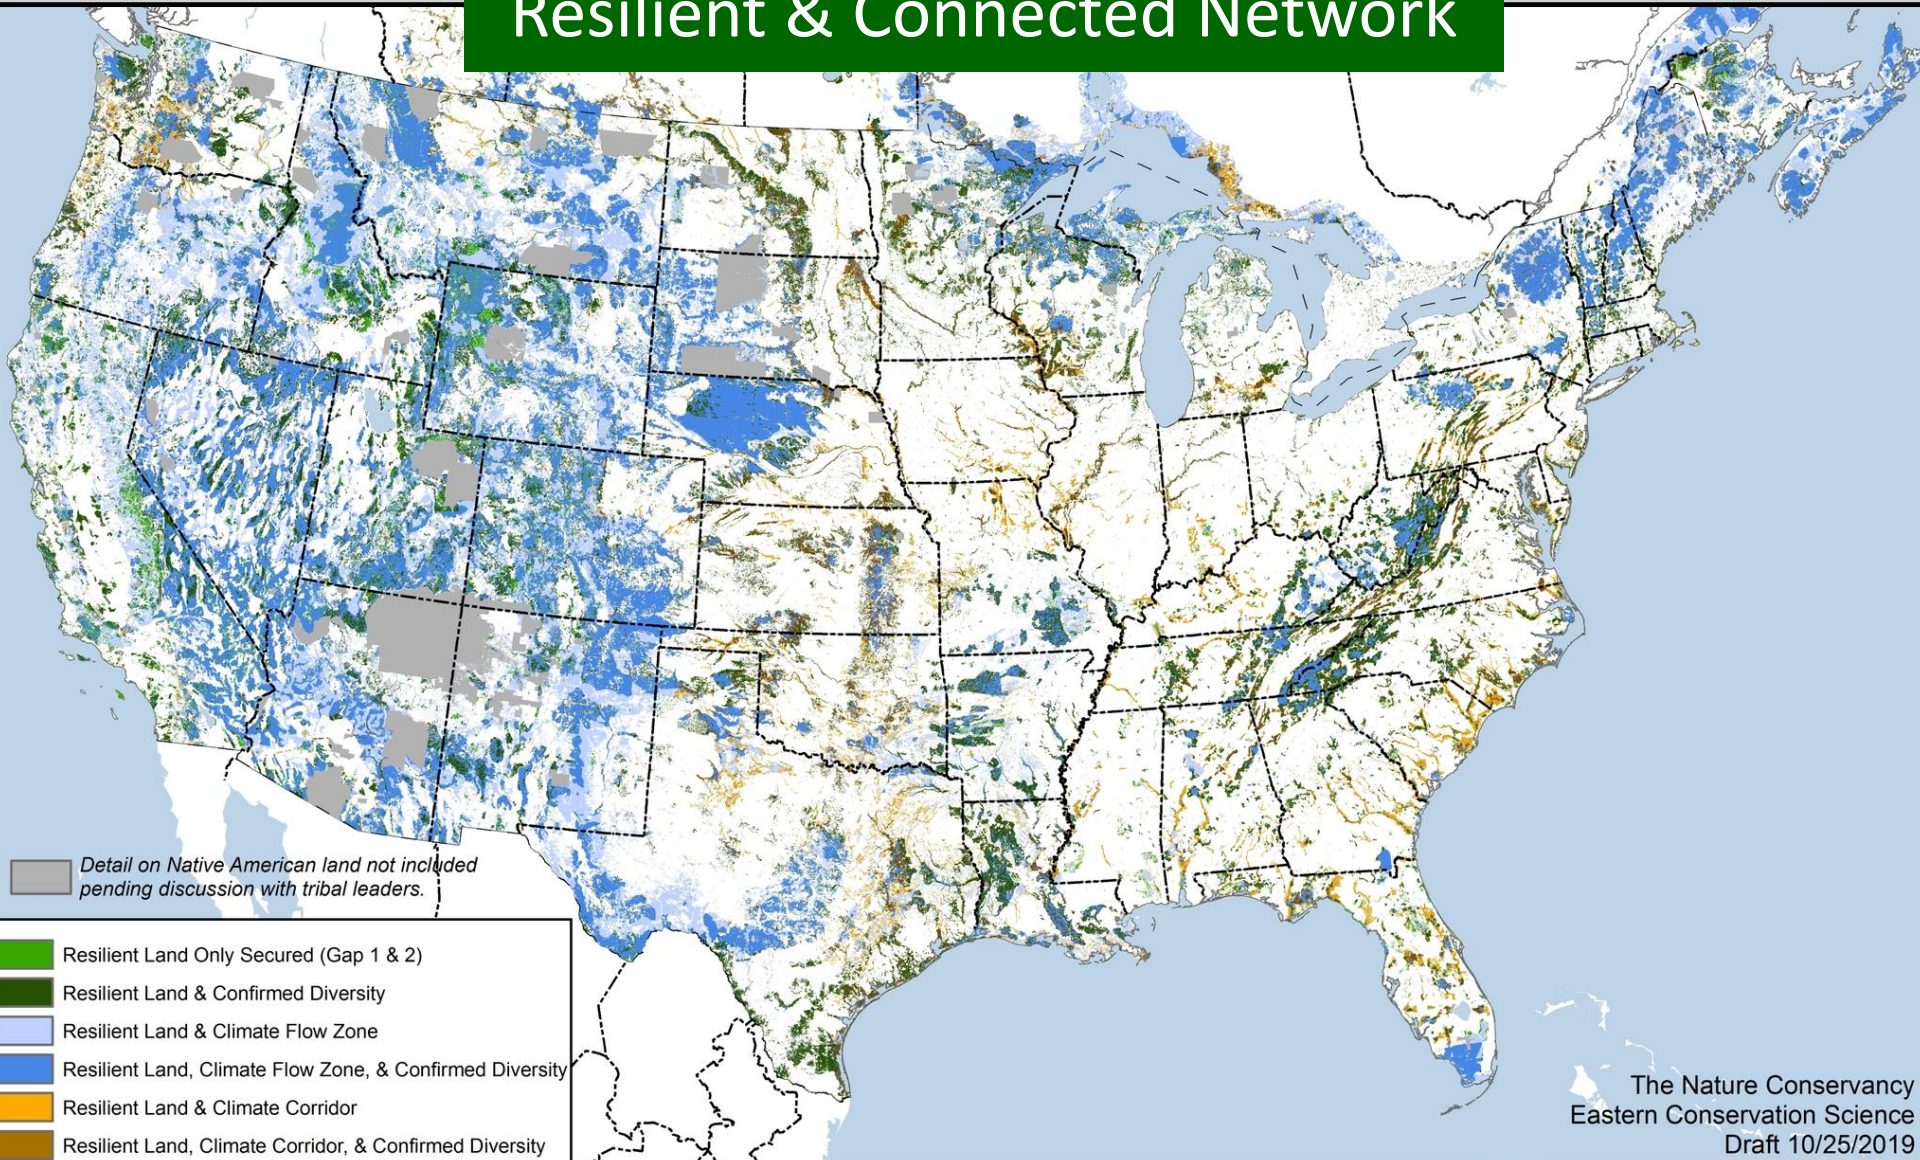 Resilient & Connected Network
Detail on Native American land not included
pending discussion with tribal leaders.
Resilient Land Only Secured (Gap 1 & 2)
Resilient Land & Confirmed Diversity
Resilient Land & Climate Flow Zone
Resilient Land, Climate Flow Zone, & Confirmed Diversity
Resilient Land & Climate Corridor
Resilient Land, Climate Corridor, & Confirmed Diversity
The Nature Conservancy
Eastern Conservation Science
Draft 10/25/2019